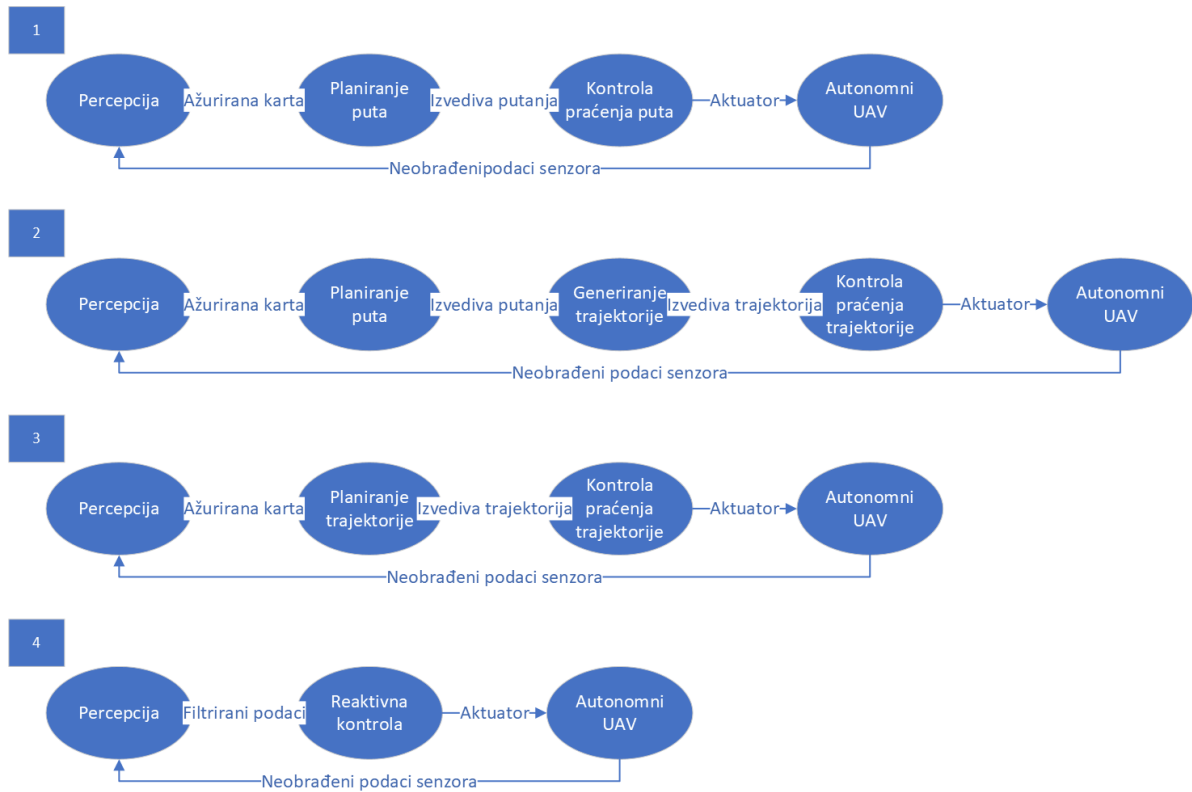 1
Percepcija
Ažurirana karta
Planiranje
puta
Izvediva putanja
Kontrola
praćenja puta
Aktuator
Autonomni
UAV
Neobrađenipodaci senzora
2
Percepcija
Ažurirana karta
Planiranje
puta
Izvediva putanja
Generiranje
trajektorije
Izvediva trajektorija
Kontrola
praćenja
trajektorije
Aktuator
Autonomni
UAV
Neobrađeni podaci senzora
3
Percepcija
Ažurirana karta
Planiranje
trajektorije
Izvediva trajektorija
Kontrola
praćenja
trajektorije
Aktuator
Autonomni
UAV
Neobrađeni podaci senzora
4
Percepcija
Filtrirani podaci
Reaktivna
kontrola
Aktuator
Autonomni
UAV
Neobrađeni podaci senzora